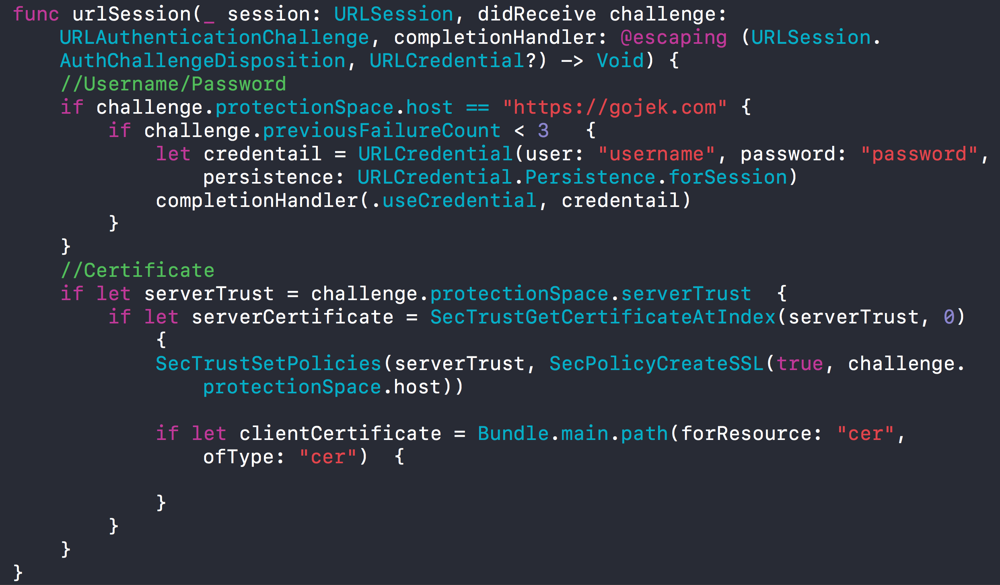 func urlSession(_ session: URLSession, didReceive challenge:
URLAuthenticationChallenge, completionHandler: @escaping (URLSession.
AuthChallengeDisposition, URLCredential?) -> Void) {
//Username/Password
if challenge.protectionSpace.host == "https://gojek.com" {
if challenge.previousFailureCount < 3 {
let credentail = URLCredential(user: "username", password: "password",
persistence: URLCredential.Persistence.forSession)
completionHandler(.useCredential, credentail)
}
}
//Certificate
if let serverTrust = challenge.protectionSpace.serverTrust {
if let serverCertificate = SecTrustGetCertificateAtIndex(serverTrust, 0)
{
SecTrustSetPolicies(serverTrust, SecPolicyCreateSSL(true, challenge.
protectionSpace.host))
if let clientCertificate = Bundle.main.path(forResource: "cer",
ofType: "cer") {
}
}
}
}